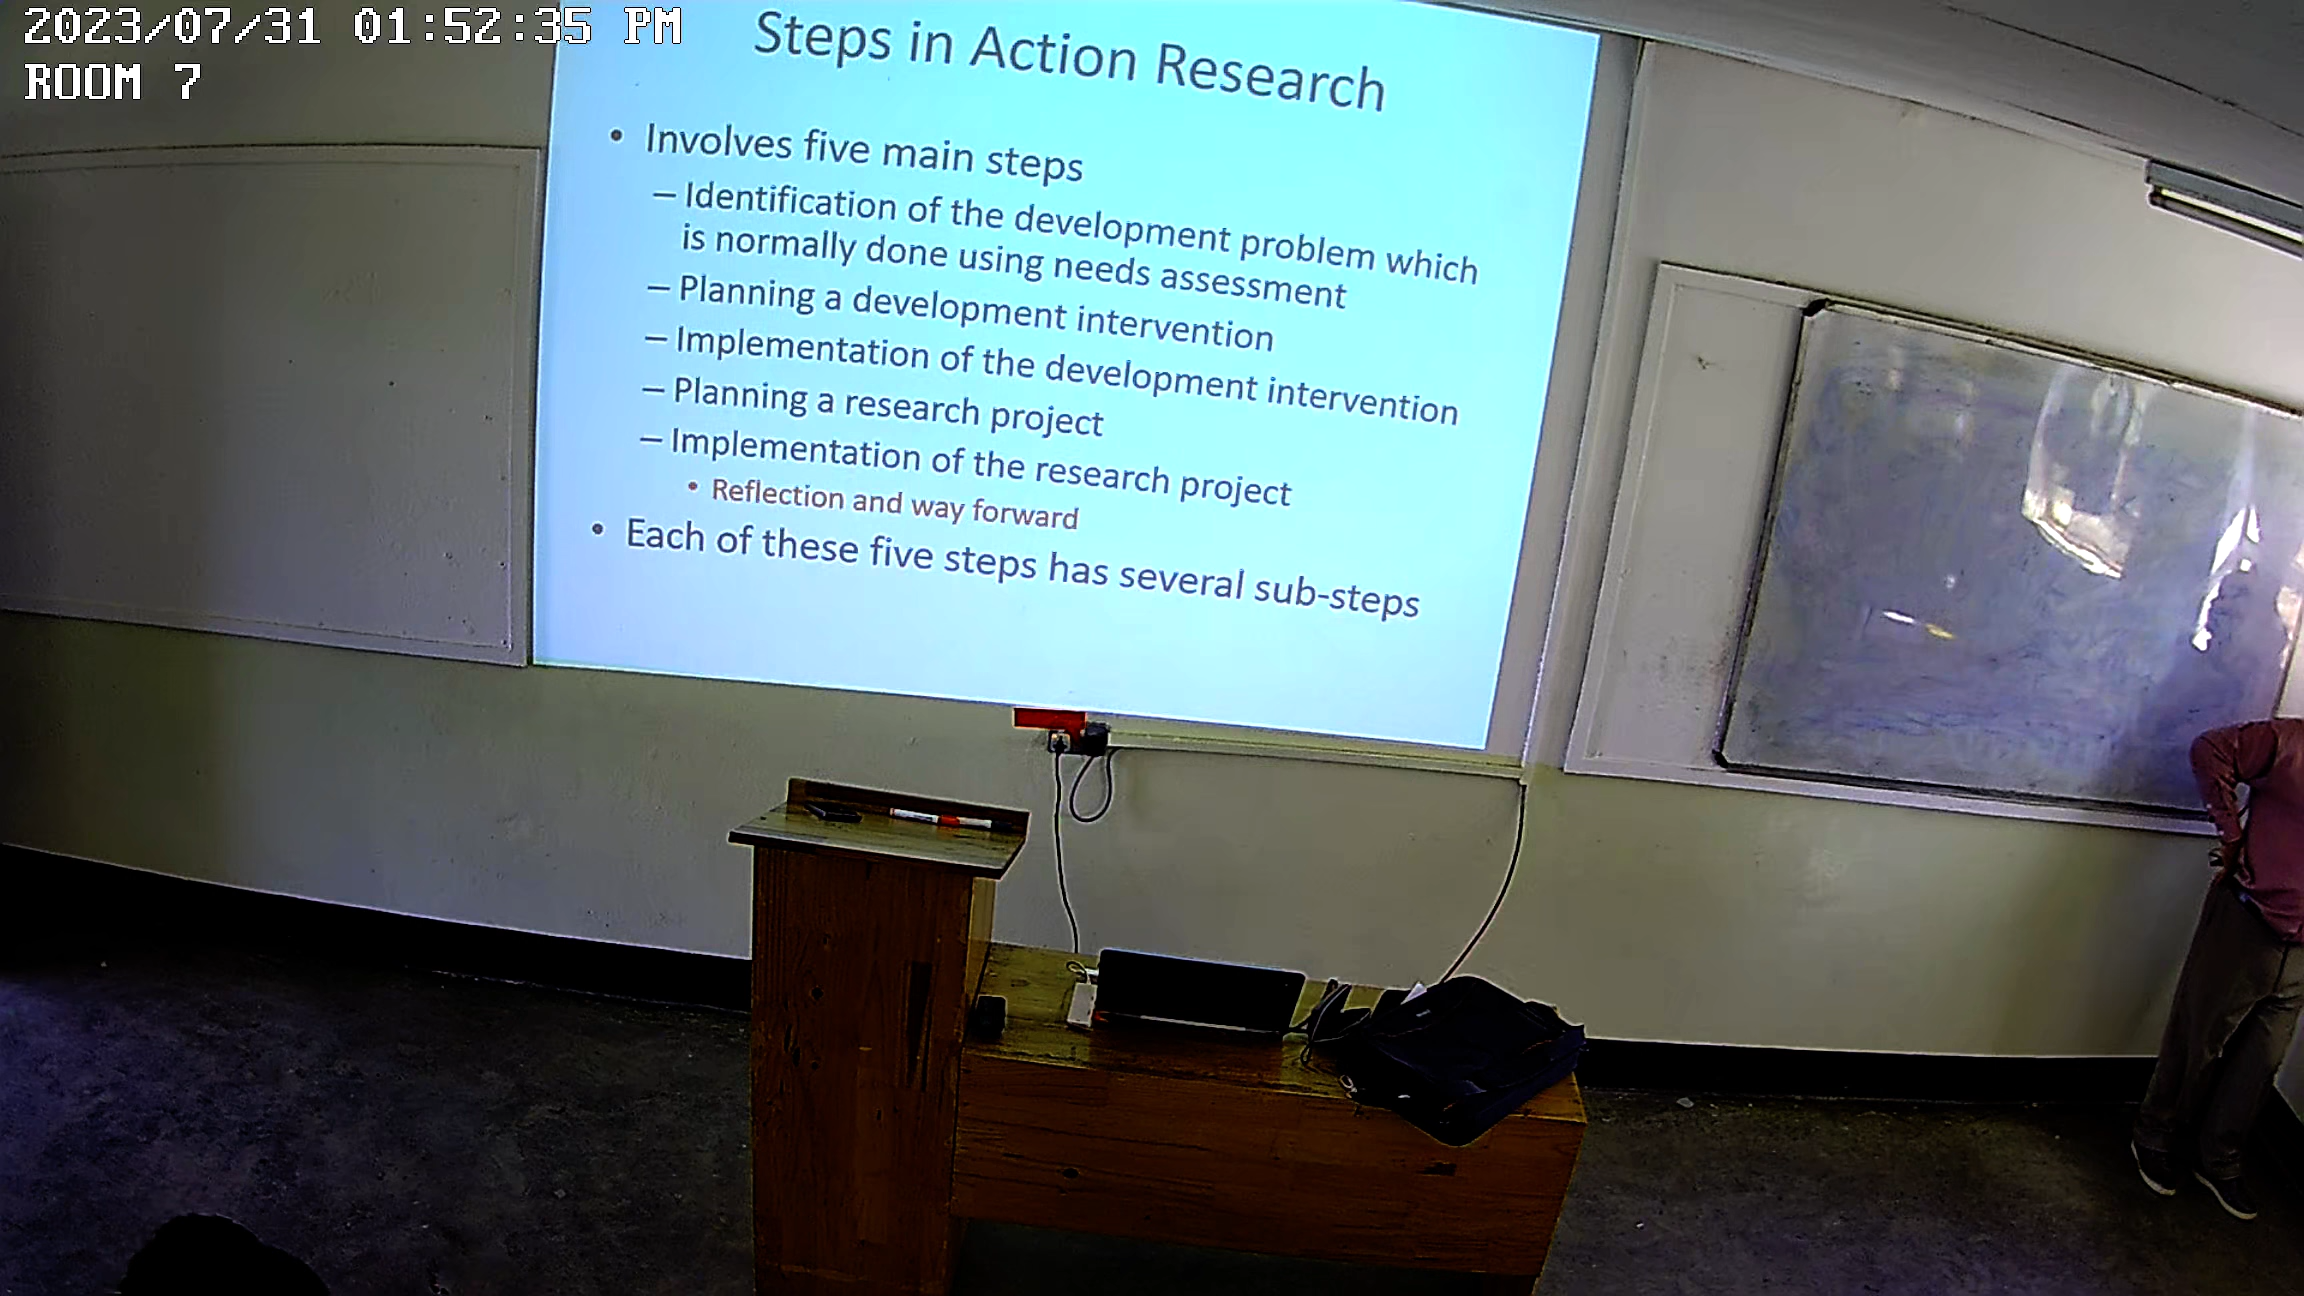 2023/07/31 01:52:35 PM
ROOM 7
Steps in Action Research
• Involves five main steps
– Identification of the development problem which
is normally done using needs assessment
– Planning a development intervention
– Implementation of the development intervention
– Planning a research project
– Implementation of the research project
• Reflection and way forward
• Each of these five steps has several sub-steps